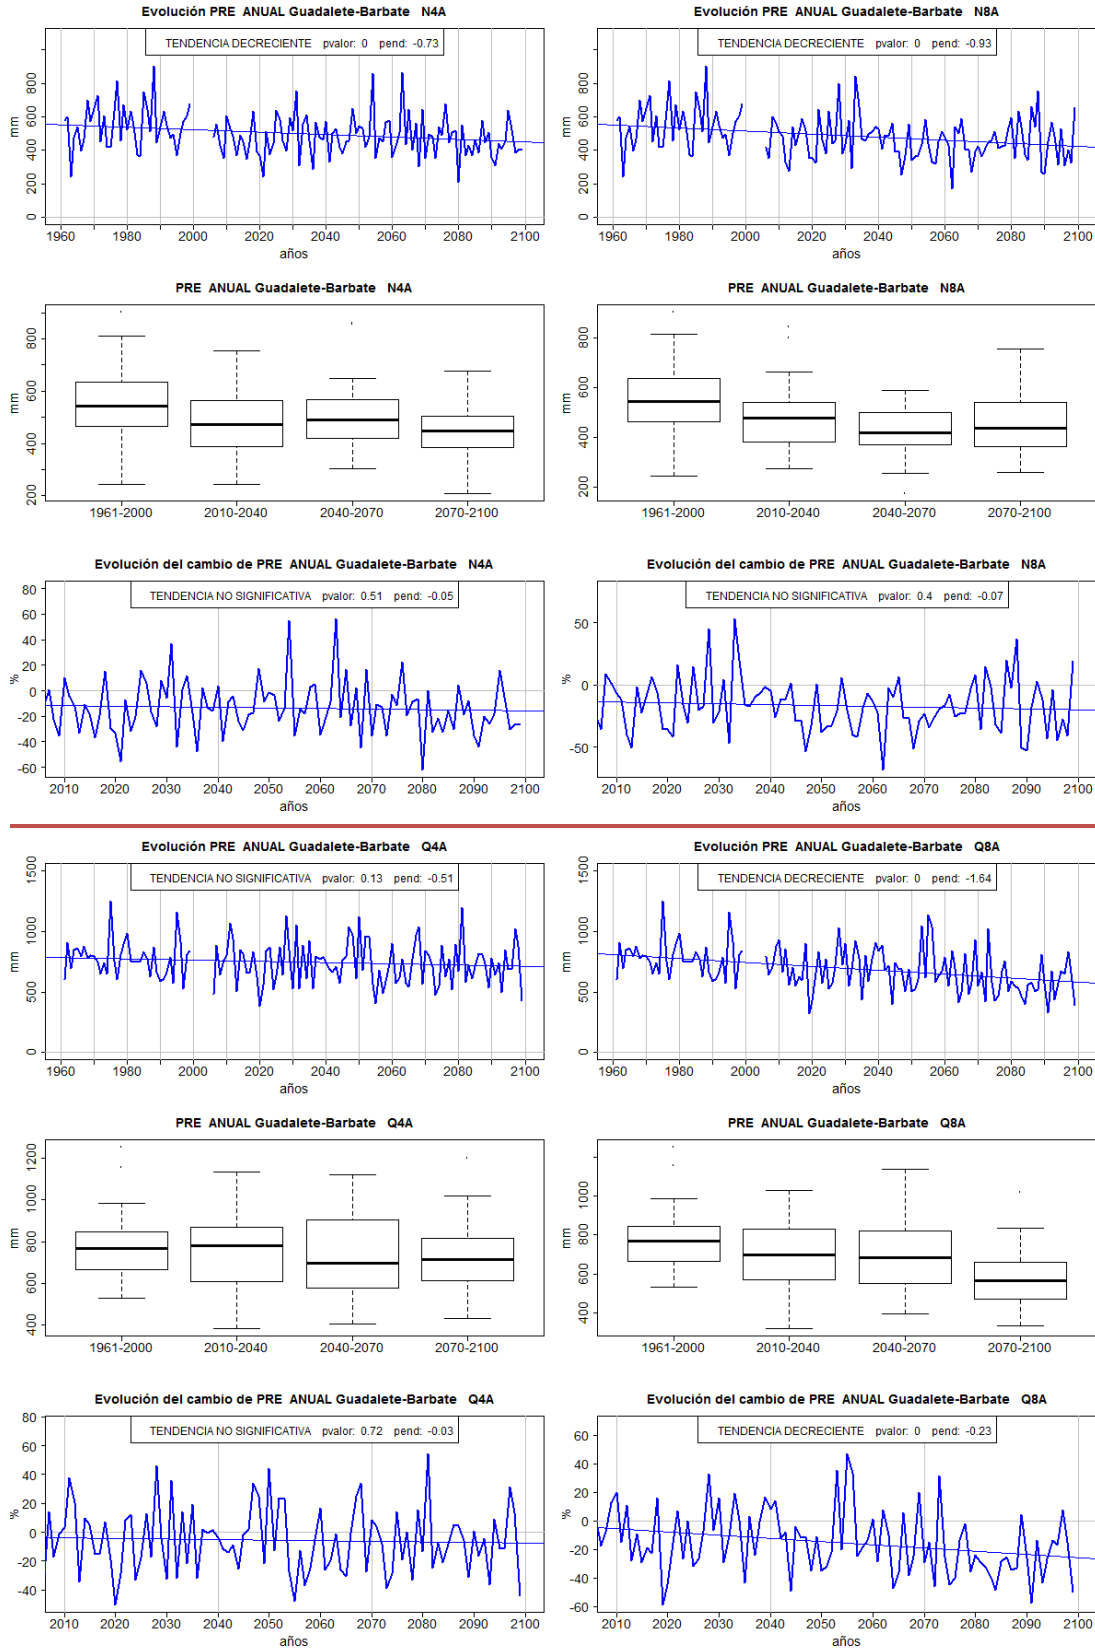 Evolución PRE ANUAL Guadalete-Barbate N4A
TENDENCIA DECRECIENTE pvalor: 0 pend: -0.73
mm
0 200 400 600 800
1960 1980 2000 2020 2040 2060 2080 2100
años
Evolución PRE ANUAL Guadalete-Barbate N8A
TENDENCIA DECRECIENTE pvalor: 0 pend: -0.93
mm
0 200 400 600 800
1960 1980 2000 2020 2040 2060 2080 2100
años
PRE ANUAL Guadalete-Barbate N4A
mm
200 400 600 800
1961-2000 2010-2040 2040-2070 2070-2100
PRE ANUAL Guadalete-Barbate N8A
mm
200 400 600 800
1961-2000 2010-2040 2040-2070 2070-2100
Evolución del cambio de PRE ANUAL Guadalete-Barbate N4A
TENDENCIA NO SIGNIFICATIVA pvalor: 0.51 pend: -0.05
%
-60 -40 -20 0 20 40 60 80
2010 2020 2030 2040 2050 2060 2070 2080 2090 2100
años
Evolución del cambio de PRE ANUAL Guadalete-Barbate N8A
TENDENCIA NO SIGNIFICATIVA pvalor: 0.4 pend: -0.07
%
-50 0 50
2010 2020 2030 2040 2050 2060 2070 2080 2090 2100
años
Evolución PRE ANUAL Guadalete-Barbate Q4A
TENDENCIA NO SIGNIFICATIVA pvalor: 0.13 pend: -0.51
mm
0 500 1000 1500
1960 1980 2000 2020 2040 2060 2080 2100
años
Evolución PRE ANUAL Guadalete-Barbate Q8A
TENDENCIA DECRECIENTE pvalor: 0 pend: -1.64
mm
0 500 1000 1500
1960 1980 2000 2020 2040 2060 2080 2100
años
PRE ANUAL Guadalete-Barbate Q4A
mm
400 600 800 1000 1200
1961-2000 2010-2040 2040-2070 2070-2100
PRE ANUAL Guadalete-Barbate Q8A
mm
400 600 800 1000
1961-2000 2010-2040 2040-2070 2070-2100
Evolución del cambio de PRE ANUAL Guadalete-Barbate Q4A
TENDENCIA NO SIGNIFICATIVA pvalor: 0.72 pend: -0.03
%
-40 -20 0 20 40 60 80
2010 2020 2030 2040 2050 2060 2070 2080 2090 2100
años
Evolución del cambio de PRE ANUAL Guadalete-Barbate Q8A
TENDENCIA DECRECIENTE pvalor: 0 pend: -0.23
%
-60 -40 -20 0 20 40 60
2010 2020 2030 2040 2050 2060 2070 2080 2090 2100
años